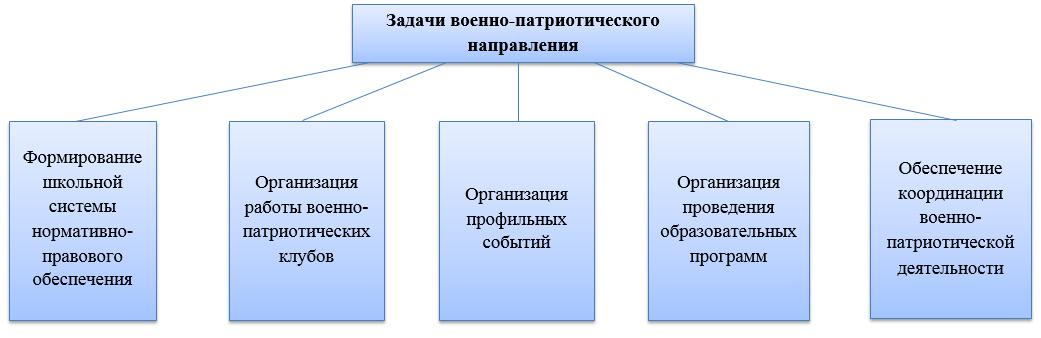 Задачи военно-патриотического
направления
Формирование
школьной
системы
нормативно-
правового
обеспечения
Организация
работы военно-
патриотических
клубов
Организация
профильных
событий
Организация
проведения
образовательных
программ
Обеспечение
координации
военно-
патриотической
деятельности